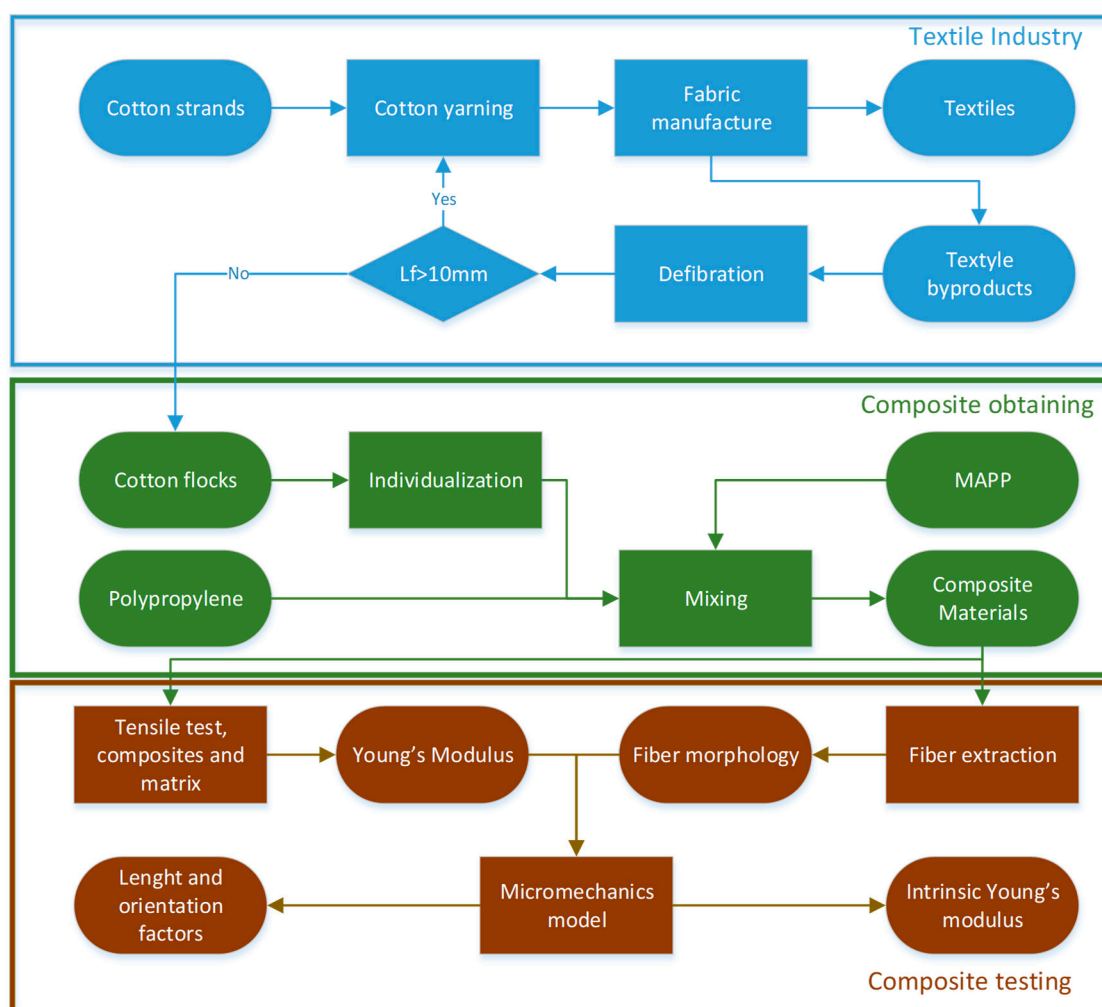 Textile Industry
Cotton strands
Cotton yarning
Fabric
manufacture
Textiles
Yes
No
Lf>10mm
Defibration
Textyle
byproducts
Composite obtaining
Cotton flocks
Individualization
MAPP
Polypropylene
Mixing
Composite
Materials
Tensile test,
composites and
matrix
Young's Modulus
Fiber morphology
Fiber extraction
Lenght and
orientation
factors
Micromechanics
model
Intrinsic Young's
modulus
Composite testing